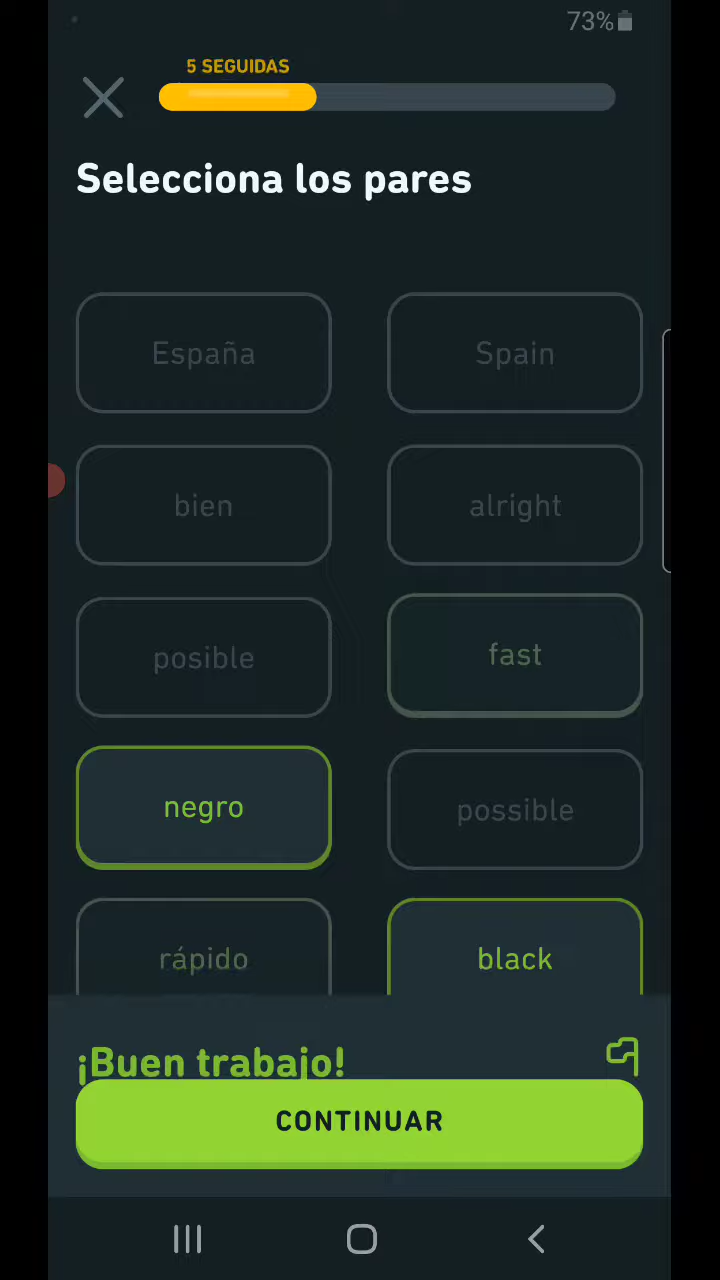 73%
5 SEGUIDAS
Selecciona los pares
España Spain
bien alright
posible fast
negro possible
rápido black
¡Buen trabajo!
CONTINUAR